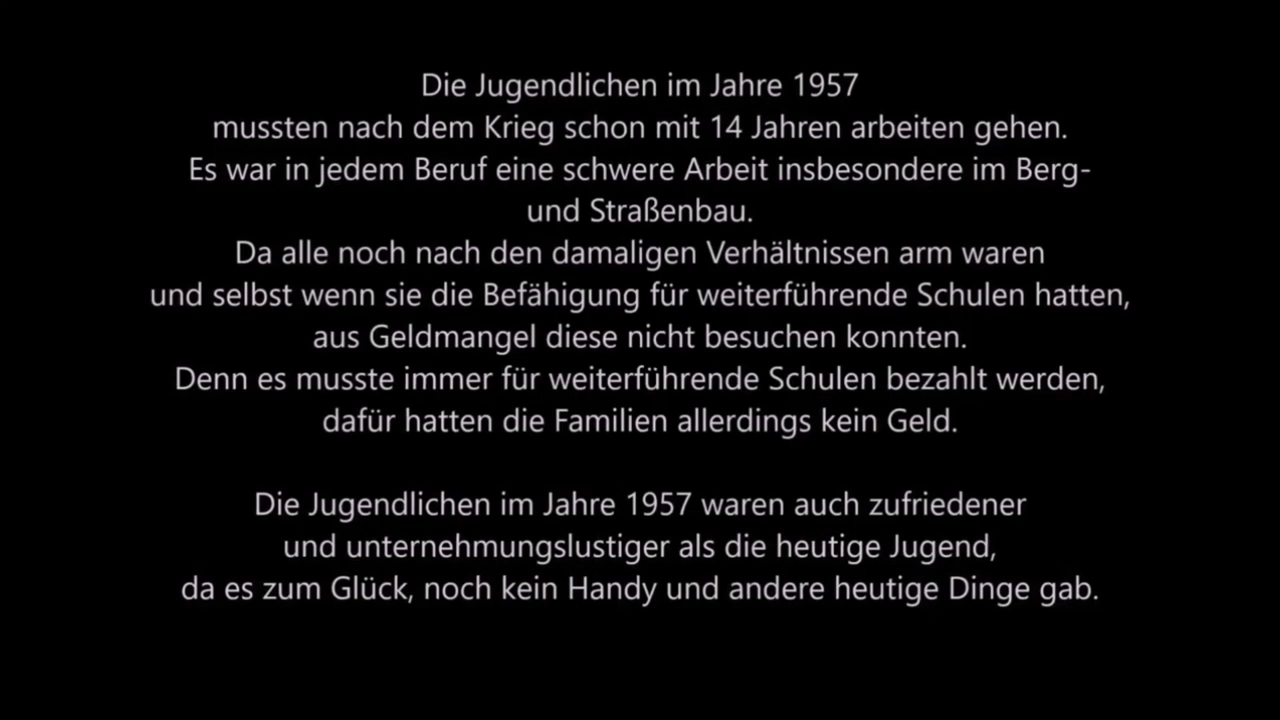 Die Jugendlichen im Jahre 1957
mussten nach dem Krieg schon mit 14 Jahren arbeiten gehen.
Es war in jedem Beruf eine schwere Arbeit insbesondere im Berg-
und Straßenbau.
Da alle noch nach den damaligen Verhältnissen arm waren
und selbst wenn sie die Befähigung für weiterführende Schulen hatten,
aus Geldmangel diese nicht besuchen konnten.
Denn es musste immer für weiterführende Schulen bezahlt werden,
dafür hatten die Familien allerdings kein Geld.
Die Jugendlichen im Jahre 1957 waren auch zufriedener
und unternehmungslustiger als die heutige Jugend,
da es zum Glück, noch kein Handy und andere heutige Dinge gab.